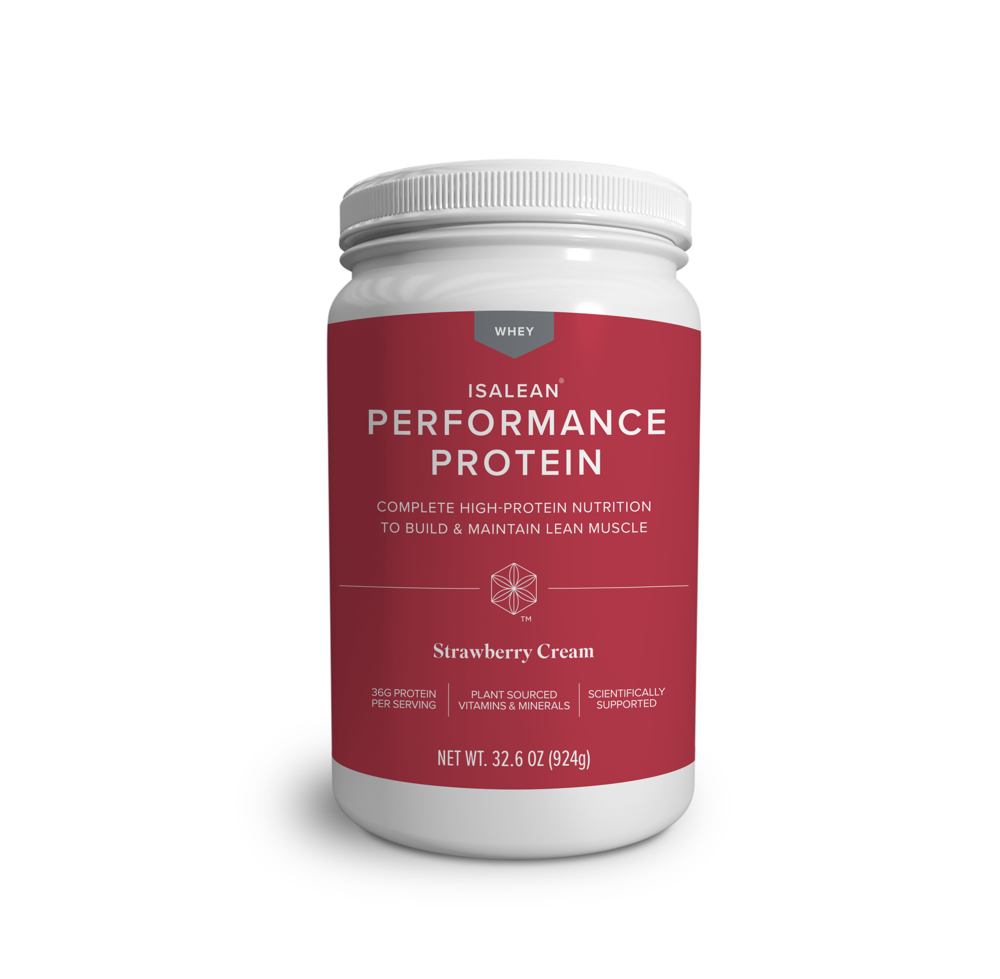 WHEY
ISALEAN®
PERFORMANCE
PROTEIN
COMPLETE HIGH-PROTEIN NUTRITION
TO BUILD & MAINTAIN LEAN MUSCLE
TM
Strawberry Cream
36G PROTEIN
PER SERVING
PLANT SOURCED
VITAMINS & MINERALS
SCIENTIFICALLY
SUPPORTED
NET WT. 32.6 OZ (924g)